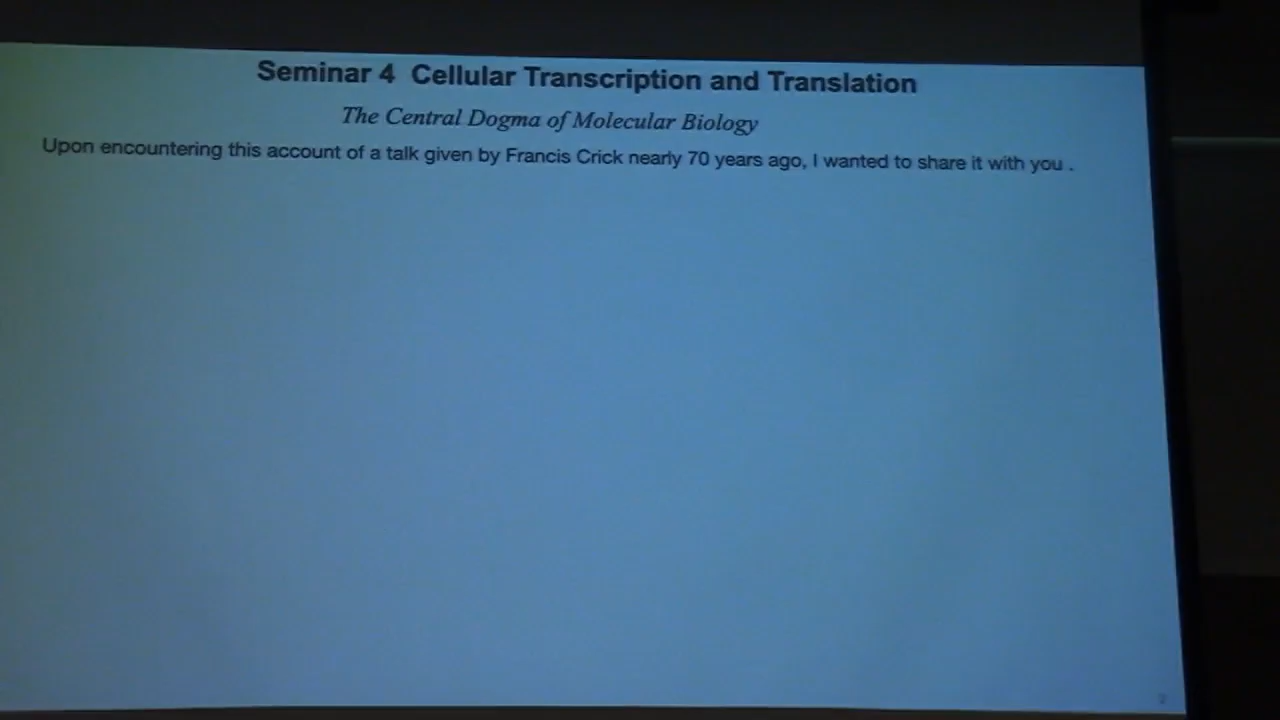 Seminar 4 Cellular Transcription and Translation
The Central Dogma of Molecular Biology
Upon encountering this account of a talk given by Francis Crick nearly 70 years ago, I wanted to share it with you .